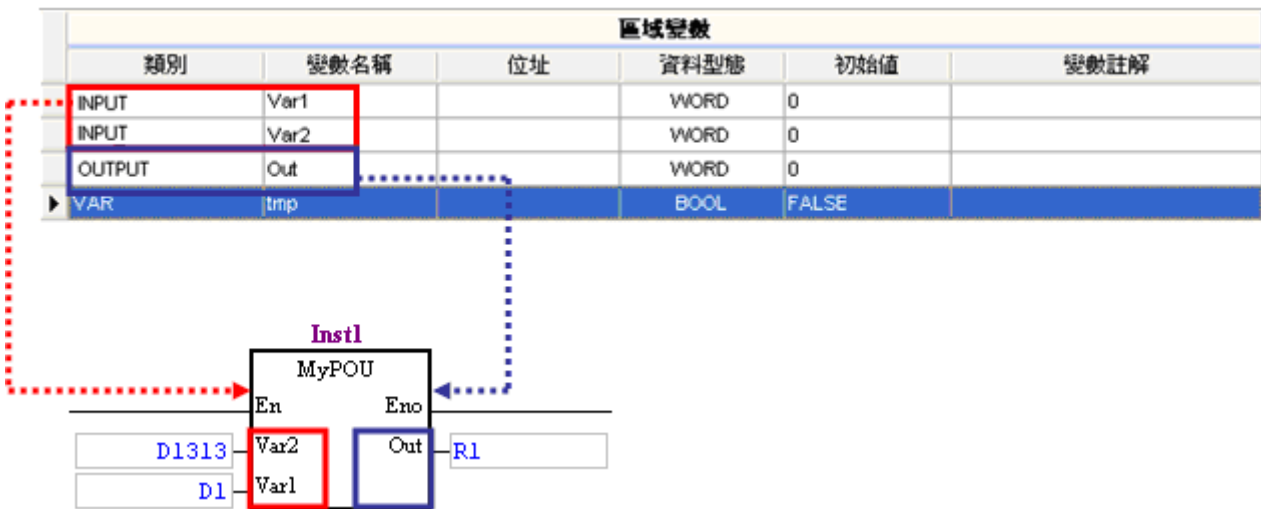 區域變數
類別 變數名稱 位址 資料型態 初始值 變數註解
INPUT Var1 WORD 0
INPUT Var2 WORD 0
OUTPUT Out WORD 0
VAR tmp BOOL FALSE
Inst1
MyPOU
En Eno
D1313 Var2 Out R1
D1 Var1